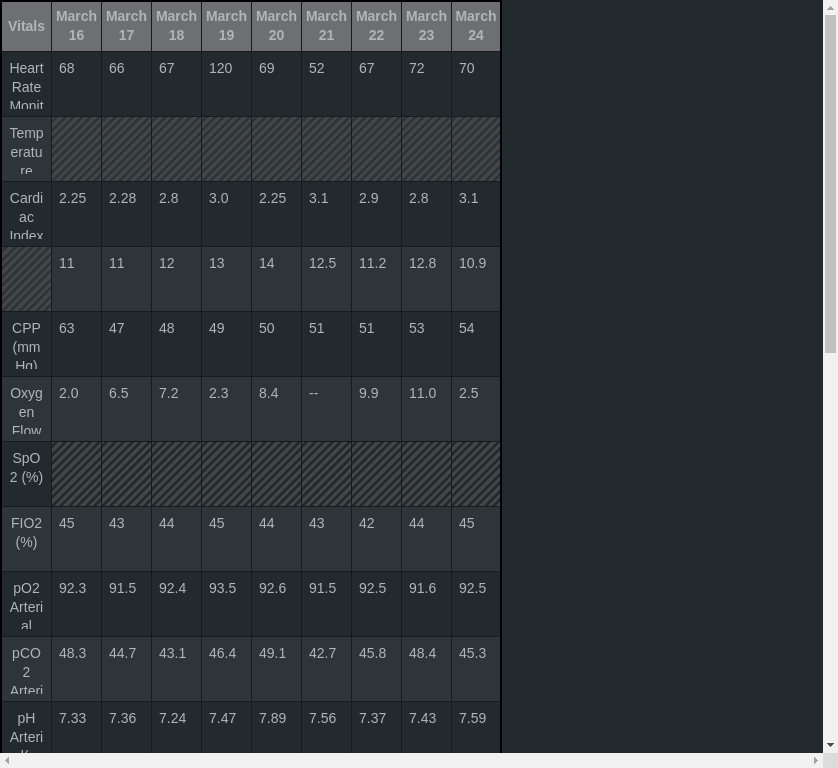 Vitals March 16 March 17 March 18 March 19 March 20 March 21 March 22 March 23 March 24
Heart Rate Monit 68 66 67 120 69 52 67 72 70
Temperature
Cardiac Index 2.25 2.28 2.8 3.0 2.25 3.1 2.9 2.8 3.1
11 11 12 13 14 12.5 11.2 12.8 10.9
CPP (mm Hg) 63 47 48 49 50 51 51 53 54
Oxygen Flow 2.0 6.5 7.2 2.3 8.4 -- 9.9 11.0 2.5
SpO2 (%)
FIO2 (%) 45 43 44 45 44 43 42 44 45
pO2 Arterial 92.3 91.5 92.4 93.5 92.6 91.5 92.5 91.6 92.5
pCO2 Arteri 48.3 44.7 43.1 46.4 49.1 42.7 45.8 48.4 45.3
pH Arteri 7.33 7.36 7.24 7.47 7.89 7.56 7.37 7.43 7.59